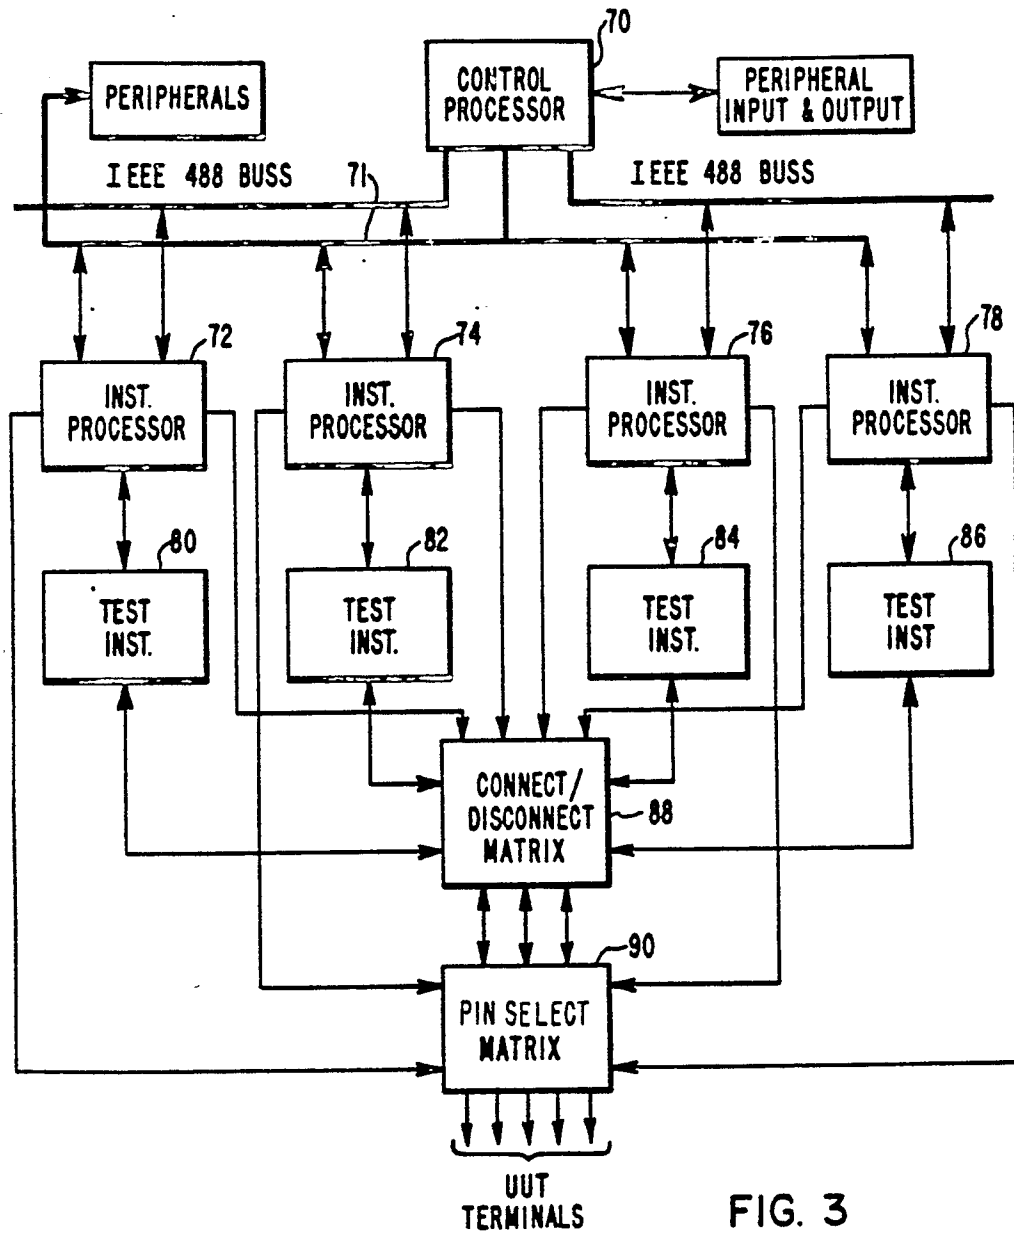 70
PERIPHERALS
CONTROL
PROCESSOR
PERIPHERAL
INPUT & OUTPUT
IEEE 488 BUSS
71
IEEE 488 BUSS
72
74
76
78
INST.
PROCESSOR
INST.
PROCESSOR
INST.
PROCESSOR
INST.
PROCESSOR
80
82
84
86
TEST
INST.
TEST
INST.
TEST
INST.
TEST
INST
CONNECT/
DISCONNECT
MATRIX
88
90
PIN SELECT
MATRIX
UUT
TERMINALS
FIG. 3